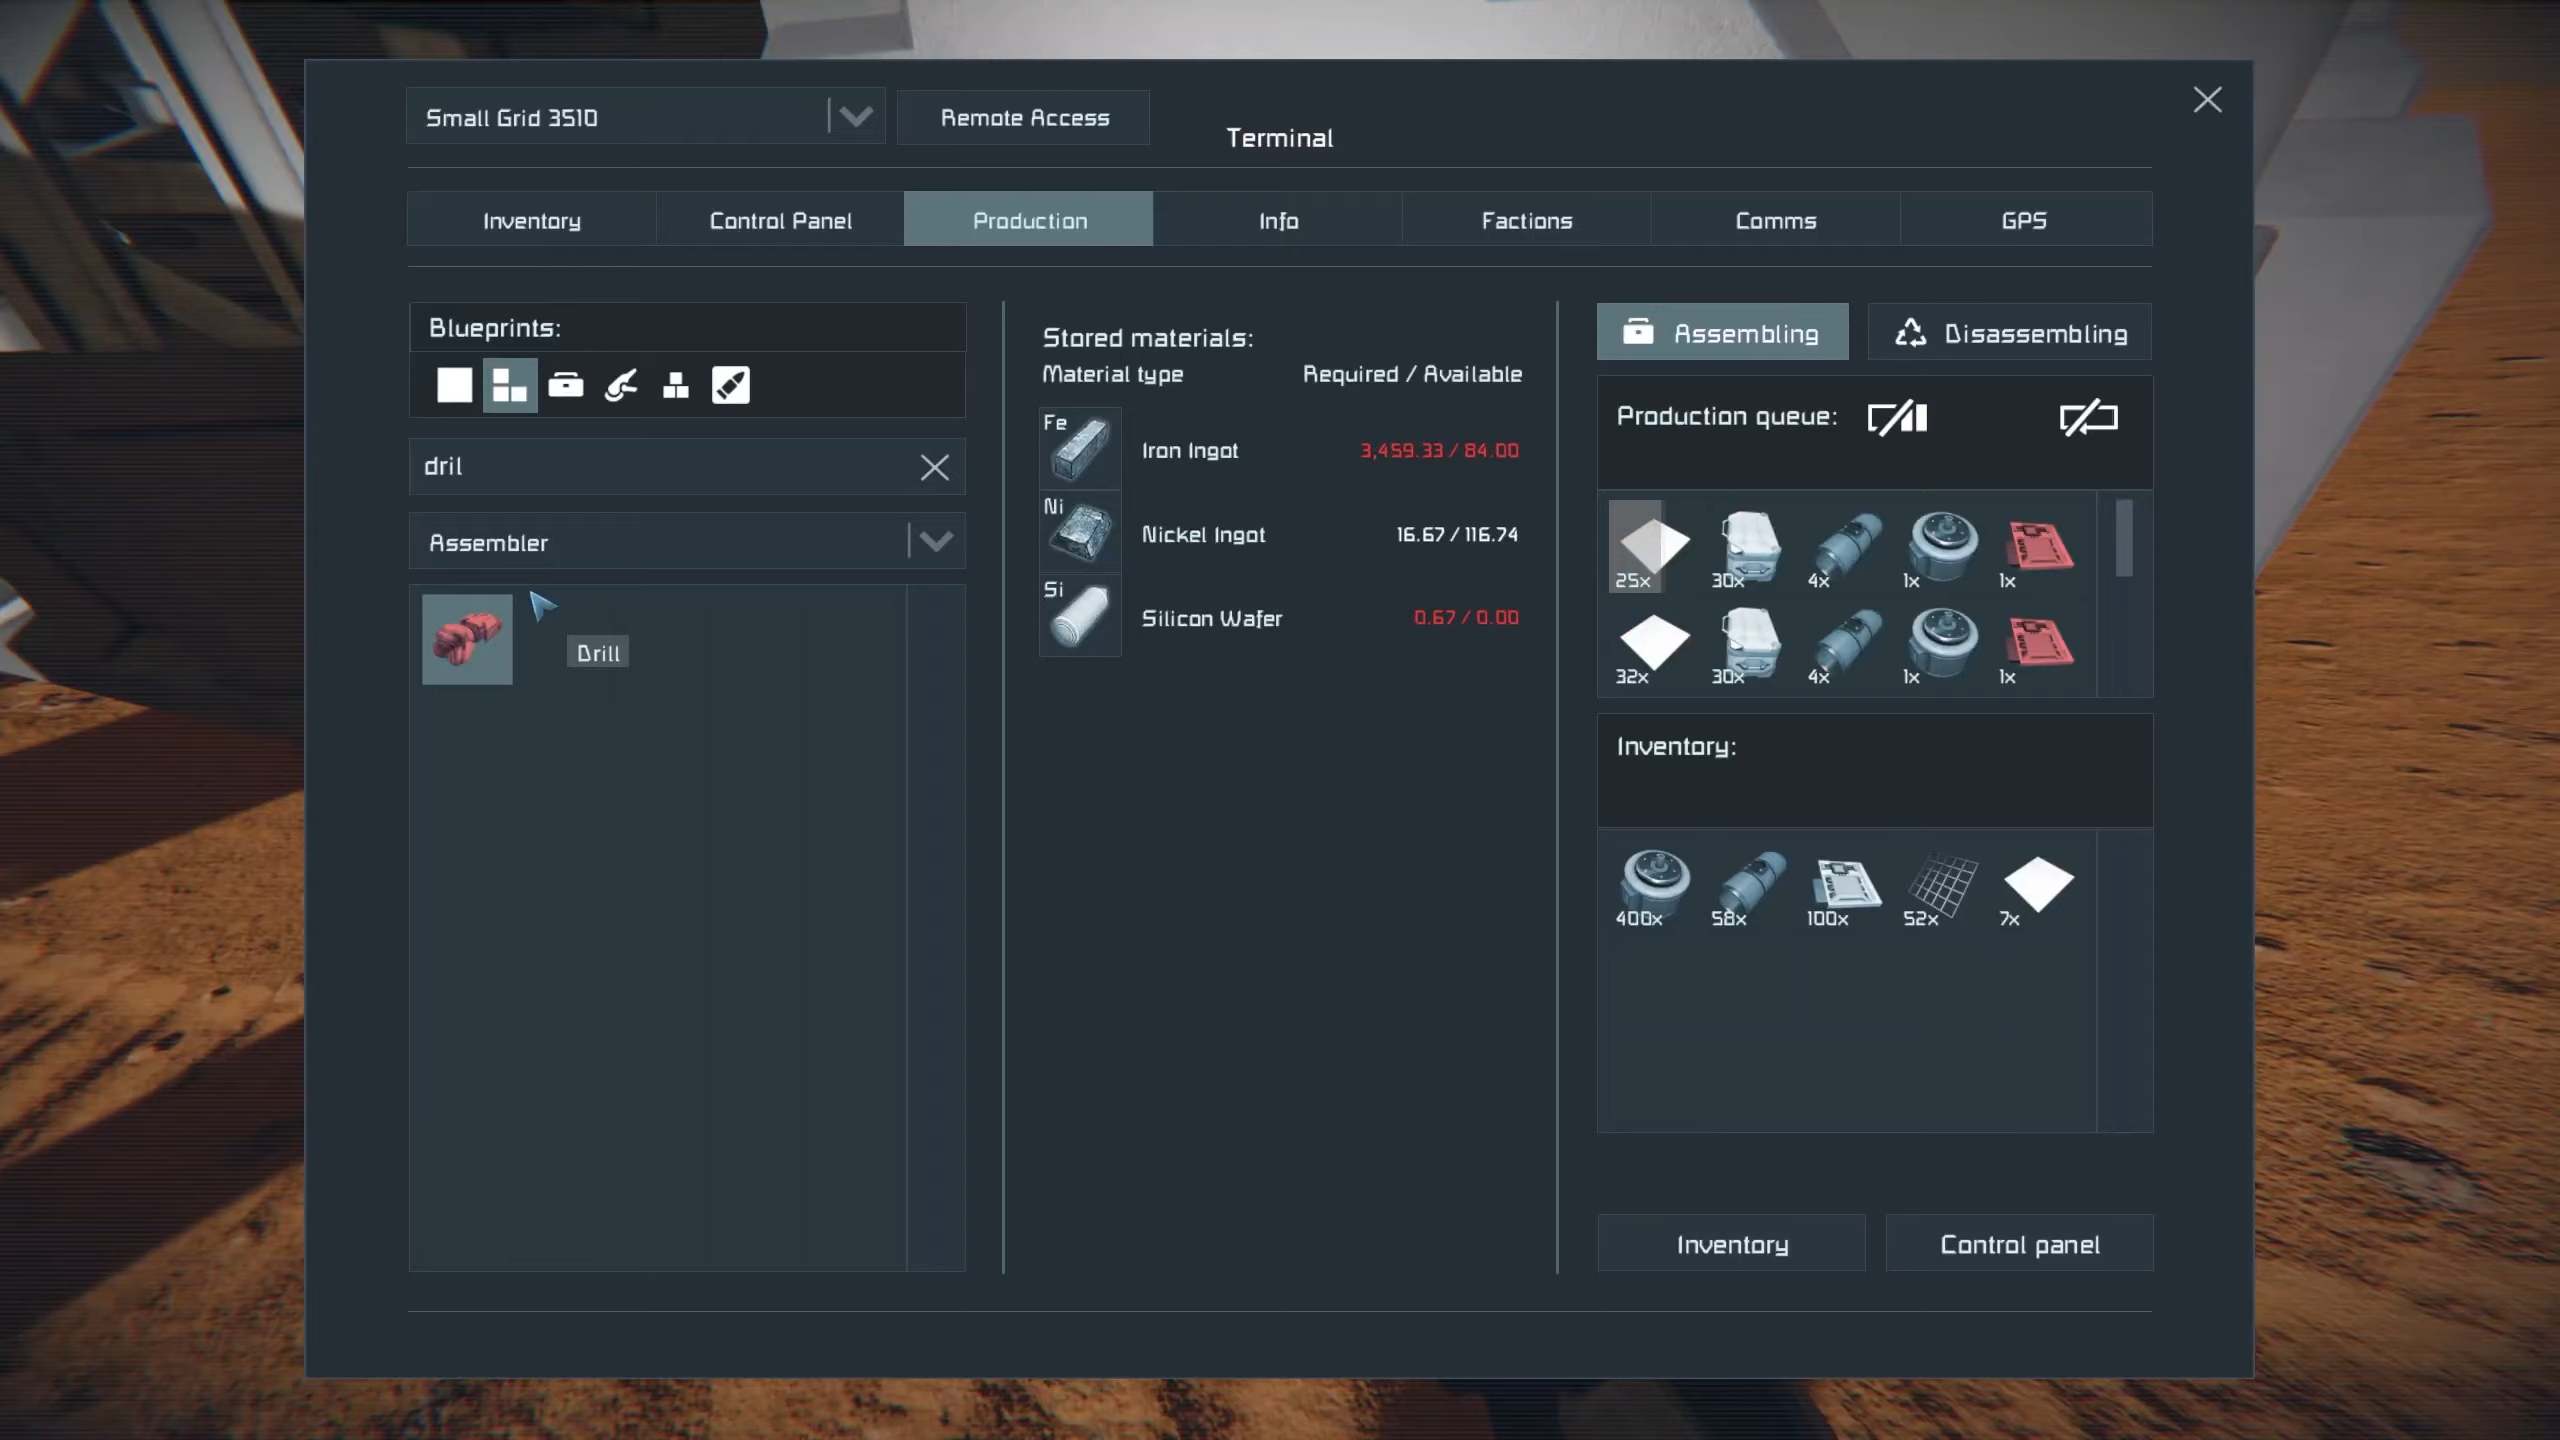 Small Grid 3510
Remote Access
Terminal
Inventory
Control Panel
Production
Info
Factions
Comms
GPS
Blueprints:
dril
Assembler
Drill
Stored materials:
Material type
Required / Available
Fe
Iron Ingot
3,459.33 / 84.00
Ni
Nickel Ingot
16.67 / 116.74
Si
Silicon Wafer
0.67 / 0.00
Assembling
Disassembling
Production queue:
25x
30x
4x
1x
1x
32x
30x
4x
1x
1x
Inventory:
400x
58x
100x
52x
7x
Inventory
Control panel